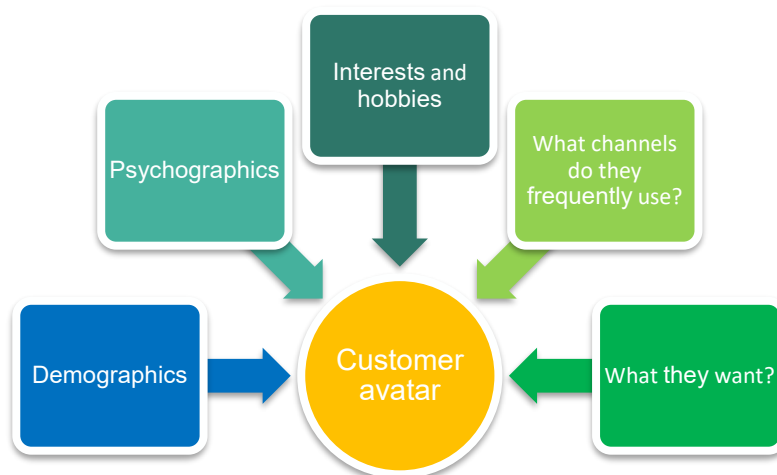 Interests and
hobbies
Psychographics
What channels
do they
frequently use?
Demographics
Customer
avatar
What they want?